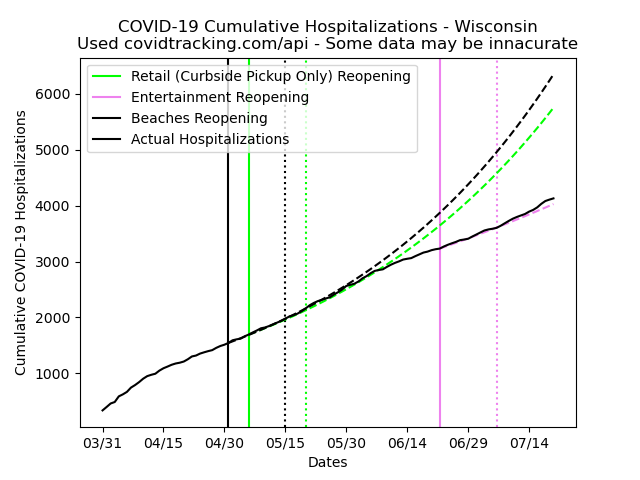 COVID-19 Cumulative Hospitalizations - Wisconsin
Used covidtracking.com/api - Some data may be innacurate
Retail (Curbside Pickup Only) Reopening
Entertainment Reopening
Beaches Reopening
Actual Hospitalizations
Cumulative COVID-19 Hospitalizations
6000
5000
4000
3000
2000
1000
03/31 04/15 04/30 05/15 05/30 06/14 06/29 07/14
Dates